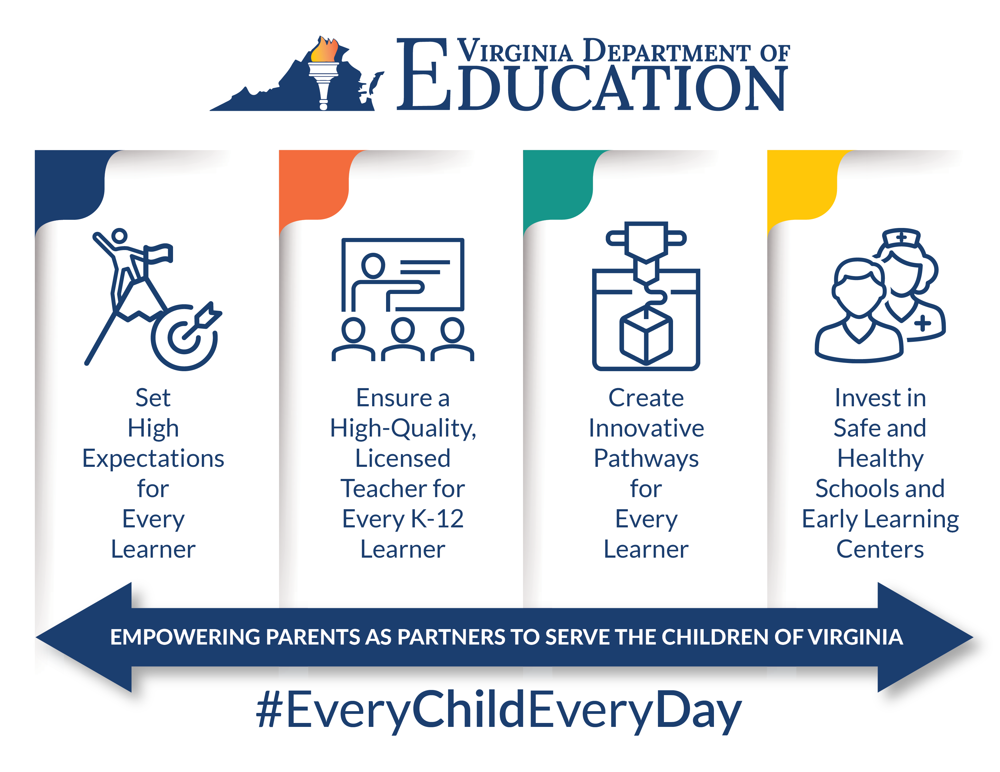 Virginia Department of
Education
Set
High
Expectations
for
Every
Learner
Ensure a
High-Quality,
Licensed
Teacher for
Every K-12
Learner
Create
Innovative
Pathways
for
Every
Learner
Invest in
Safe and
Healthy
Schools and
Early Learning
Centers
EMPOWERING PARENTS AS PARTNERS TO SERVE THE CHILDREN OF VIRGINIA
#EveryChildEveryDay